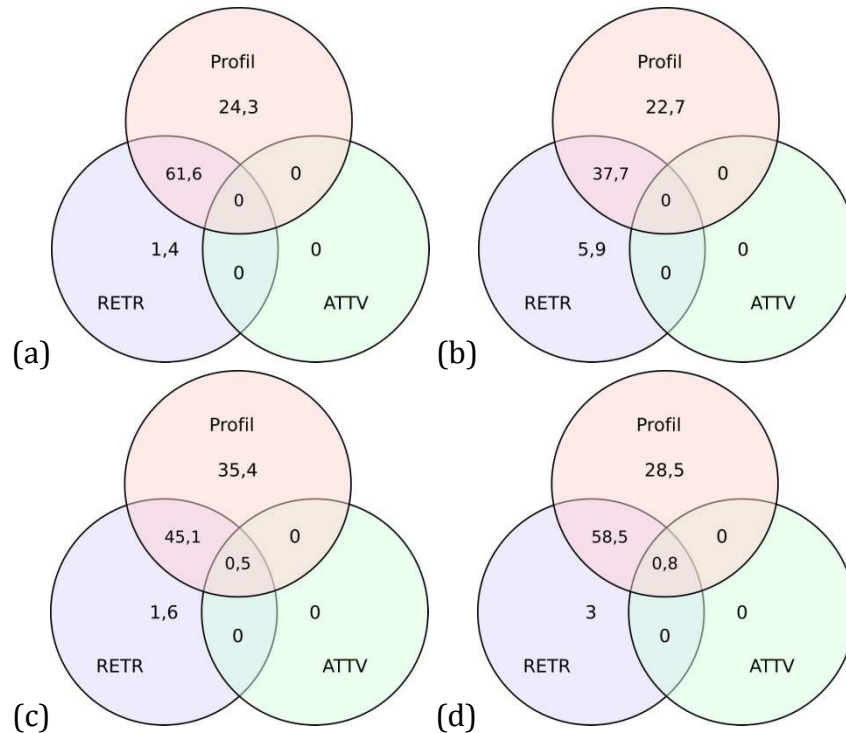 Profil
24,3
61,6
0
0
1,4
0
0
RETR
ATTV
(a)
Profil
22,7
37,7
0
0
5,9
0
0
RETR
ATTV
(b)
Profil
35,4
45,1
0
0,5
1,6
0
0
RETR
ATTV
(c)
Profil
28,5
58,5
0
0,8
3
0
0
RETR
ATTV
(d)